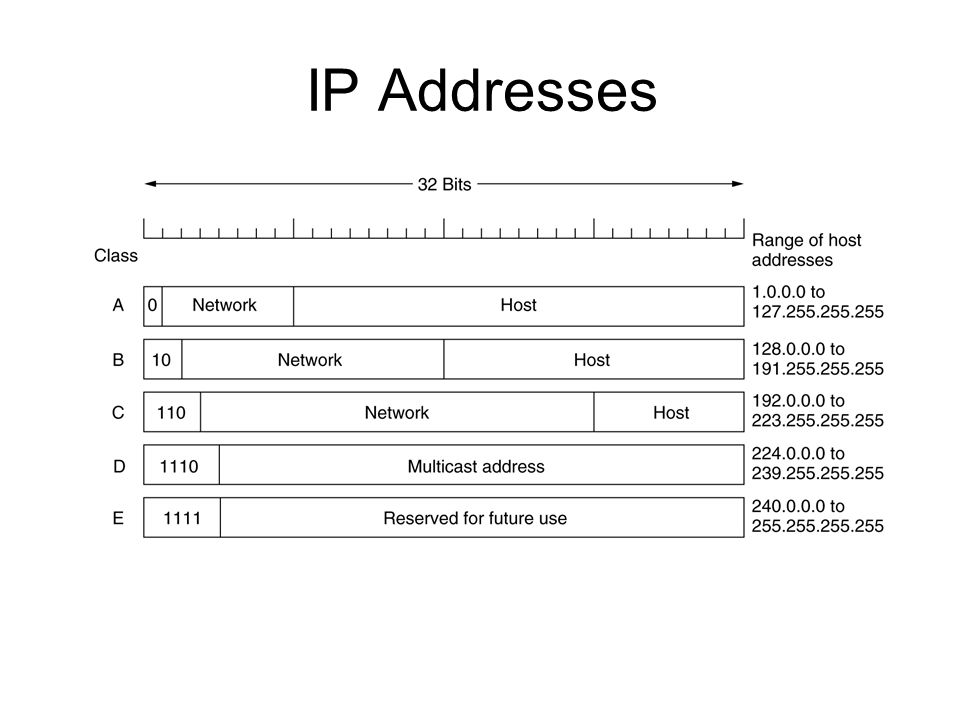 IP Addresses
32 Bits
Class
Range of host
addresses
A 0 Network Host 1.0.0.0 to
127.255.255.255
B 10 Network Host 128.0.0.0 to
191.255.255.255
C 110 Network Host 192.0.0.0 to
223.255.255.255
D 1110 Multicast address 224.0.0.0 to
239.255.255.255
E 1111 Reserved for future use 240.0.0.0 to
255.255.255.255